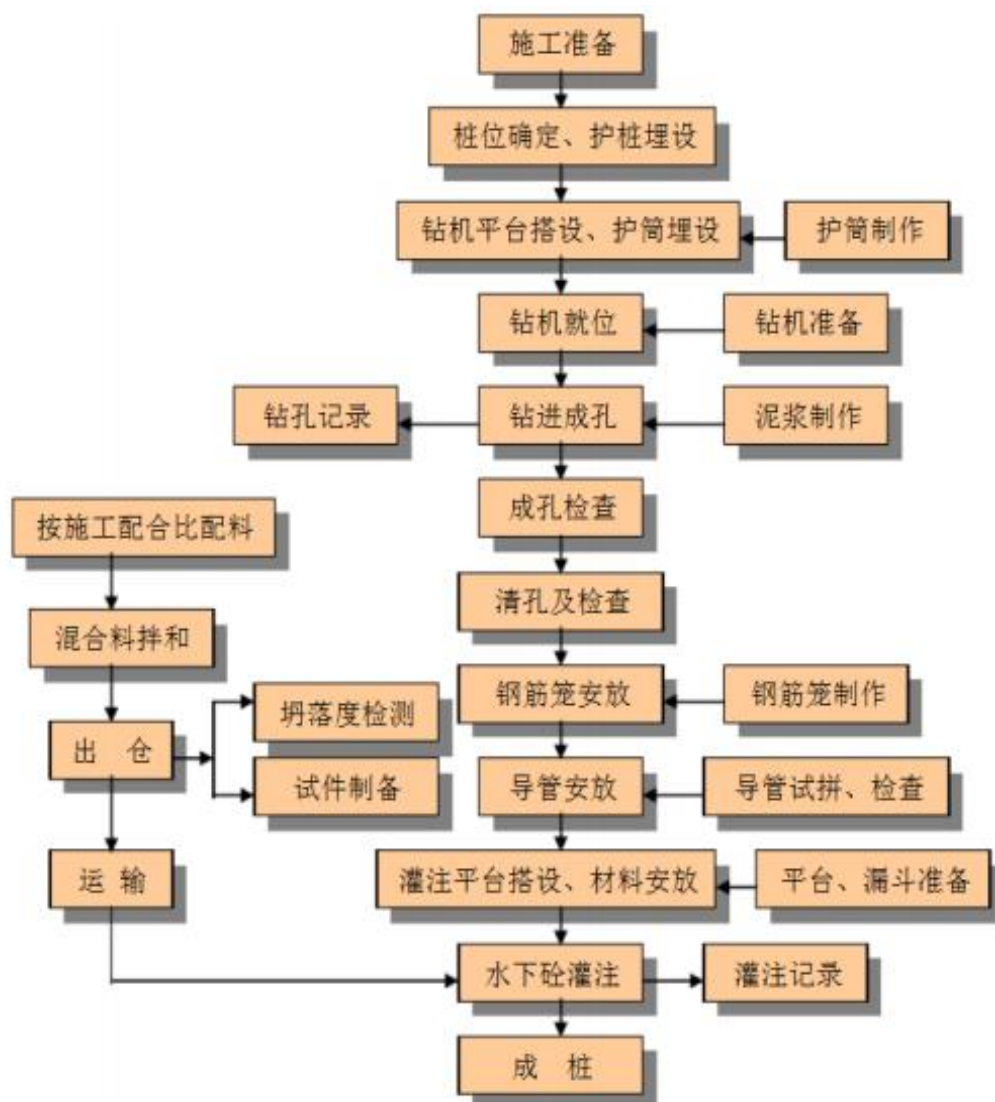 施工准备
桩位确定、护桩埋设
钻机平台搭设、护筒埋设
护筒制作
钻机就位
钻机准备
钻孔记录
钻进成孔
泥浆制作
成孔检查
按施工配合比配料
清孔及检查
混合料拌和
钢筋笼安放
钢筋笼制作
坍落度检测
出 仓
试件制备
导管安放
导管试拼、检查
运 输
灌注平台搭设、材料安放
平台、漏斗准备
水下砼灌注
灌注记录
成 桩